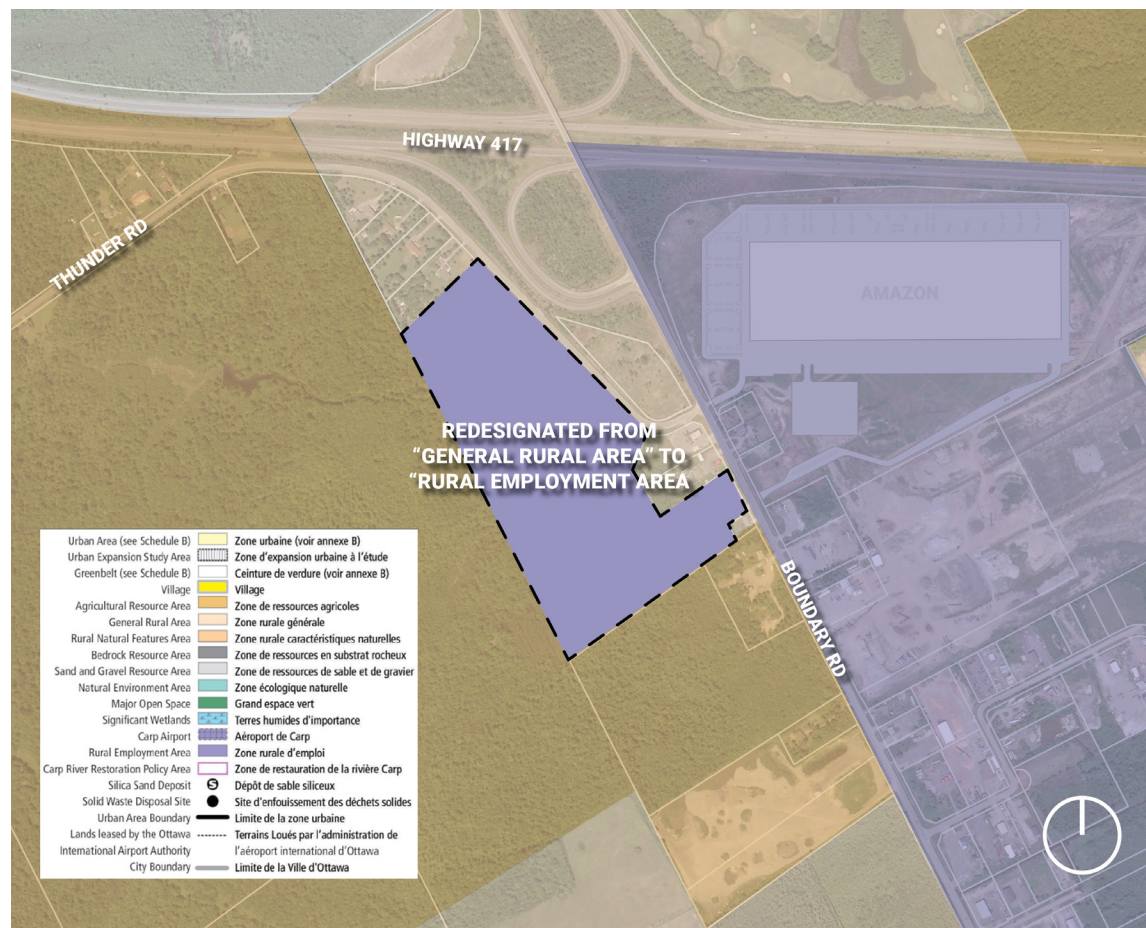 HIGHWAY 417
THUNDER RD
AMAZON
REDESIGNATED FROM
“GENERAL RURAL AREA” TO
“RURAL EMPLOYMENT AREA
BOUNDARY RD
Urban Area (see Schedule B) Zone urbaine (voir annexe B)
Urban Expansion Study Area Zone d'expansion urbaine à l'étude
Greenbelt (see Schedule B) Ceinture de verdure (voir annexe B)
Village Village
Agricultural Resource Area Zone de ressources agricoles
General Rural Area Zone rurale générale
Rural Natural Features Area Zone rurale caractéristiques naturelles
Bedrock Resource Area Zone de ressources en substrat rocheux
Sand and Gravel Resource Area Zone de ressources de sable et de gravier
Natural Environment Area Zone écologique naturelle
Major Open Space Grand espace vert
Significant Wetlands Terres humides d'importance
Carp Airport Aéroport de Carp
Rural Employment Area Zone rurale d'emploi
Carp River Restoration Policy Area Zone de restauration de la rivière Carp
Silica Sand Deposit S Dépôt de sable siliceux
Solid Waste Disposal Site Site d'enfouissement des déchets solides
Urban Area Boundary Limite de la zone urbaine
Lands leased by the Ottawa Terrains Loués par l'administration de
International Airport Authority l'aéroport international d'Ottawa
City Boundary Limite de la Ville d'Ottawa